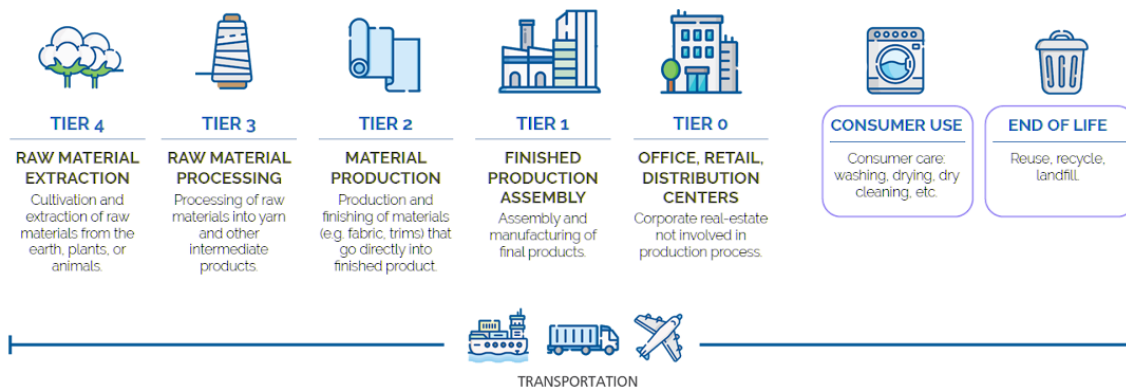 TIER 4
RAW MATERIAL
EXTRACTION
Cultivation and
extraction of raw
materials from the
earth, plants, or
animals.
TIER 3
RAW MATERIAL
PROCESSING
Processing of raw
materials into yarn
and other
intermediate
products.
TIER 2
MATERIAL
PRODUCTION
Production and
finishing of materials
(e.g. fabric, trims) that
go directly into
finished product.
TIER 1
FINISHED
PRODUCTION
ASSEMBLY
Assembly and
manufacturing of
final products.
TIER 0
OFFICE, RETAIL,
DISTRIBUTION
CENTERS
Corporate real-estate
not involved in
production process.
CONSUMER USE
Consumer care:
washing, drying, dry
cleaning, etc.
END OF LIFE
Reuse, recycle,
landfill.
TRANSPORTATION